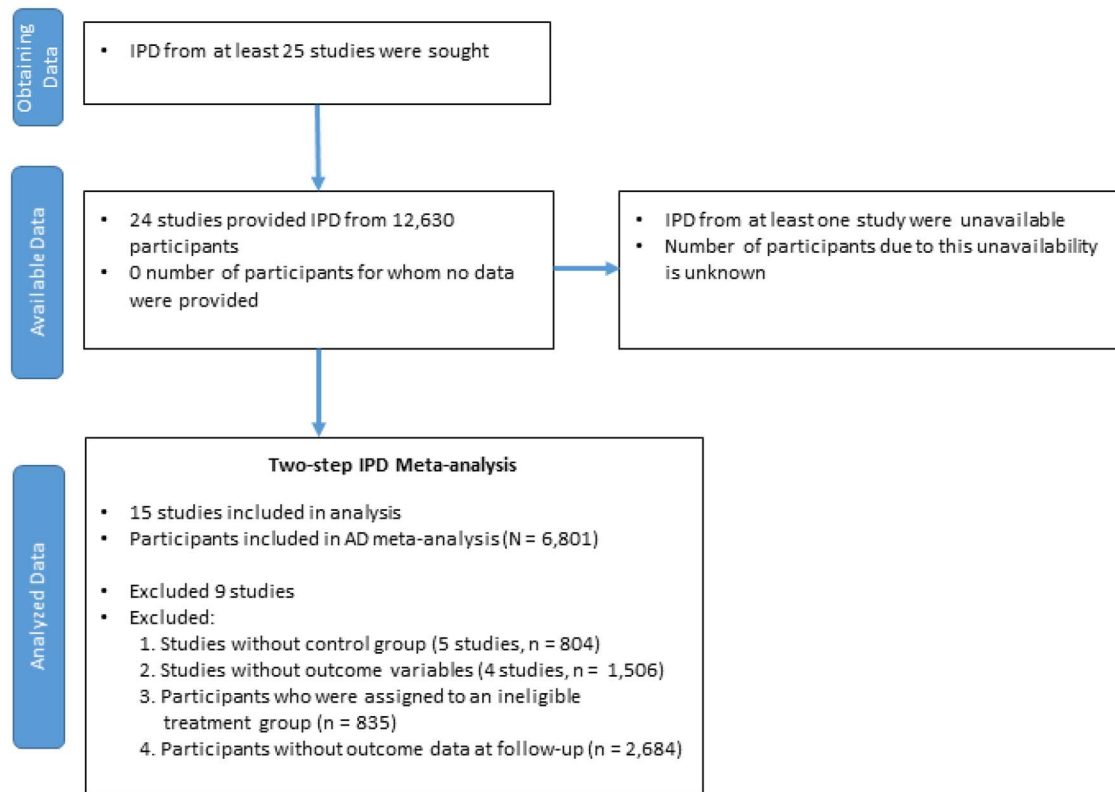 Obtaining
Data
• IPD from at least 25 studies were sought
Available Data
• 24 studies provided IPD from 12,630
participants
• 0 number of participants for whom no data
were provided
• IPD from at least one study were unavailable
• Number of participants due to this unavailability
is unknown
Analyzed Data
Two-step IPD Meta-analysis
• 15 studies included in analysis
• Participants included in AD meta-analysis (N = 6,801)
• Excluded 9 studies
• Excluded:
1. Studies without control group (5 studies, n = 804)
2. Studies without outcome variables (4 studies, n = 1,506)
3. Participants who were assigned to an ineligible
treatment group (n = 835)
4. Participants without outcome data at follow-up (n = 2,684)